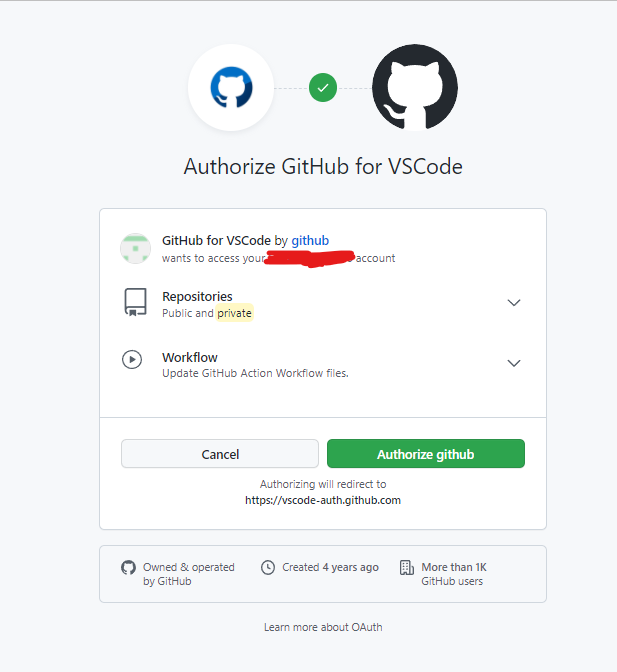 Authorize GitHub for VSCode
GitHub for VSCode by github
wants to access your account
Repositories
Public and private
Workflow
Update GitHub Action Workflow files.
Cancel
Authorize github
Authorizing will redirect to
https://vscode-auth.github.com
Owned & operated
by GitHub
Created 4 years ago
More than 1K
GitHub users
Learn more about OAuth